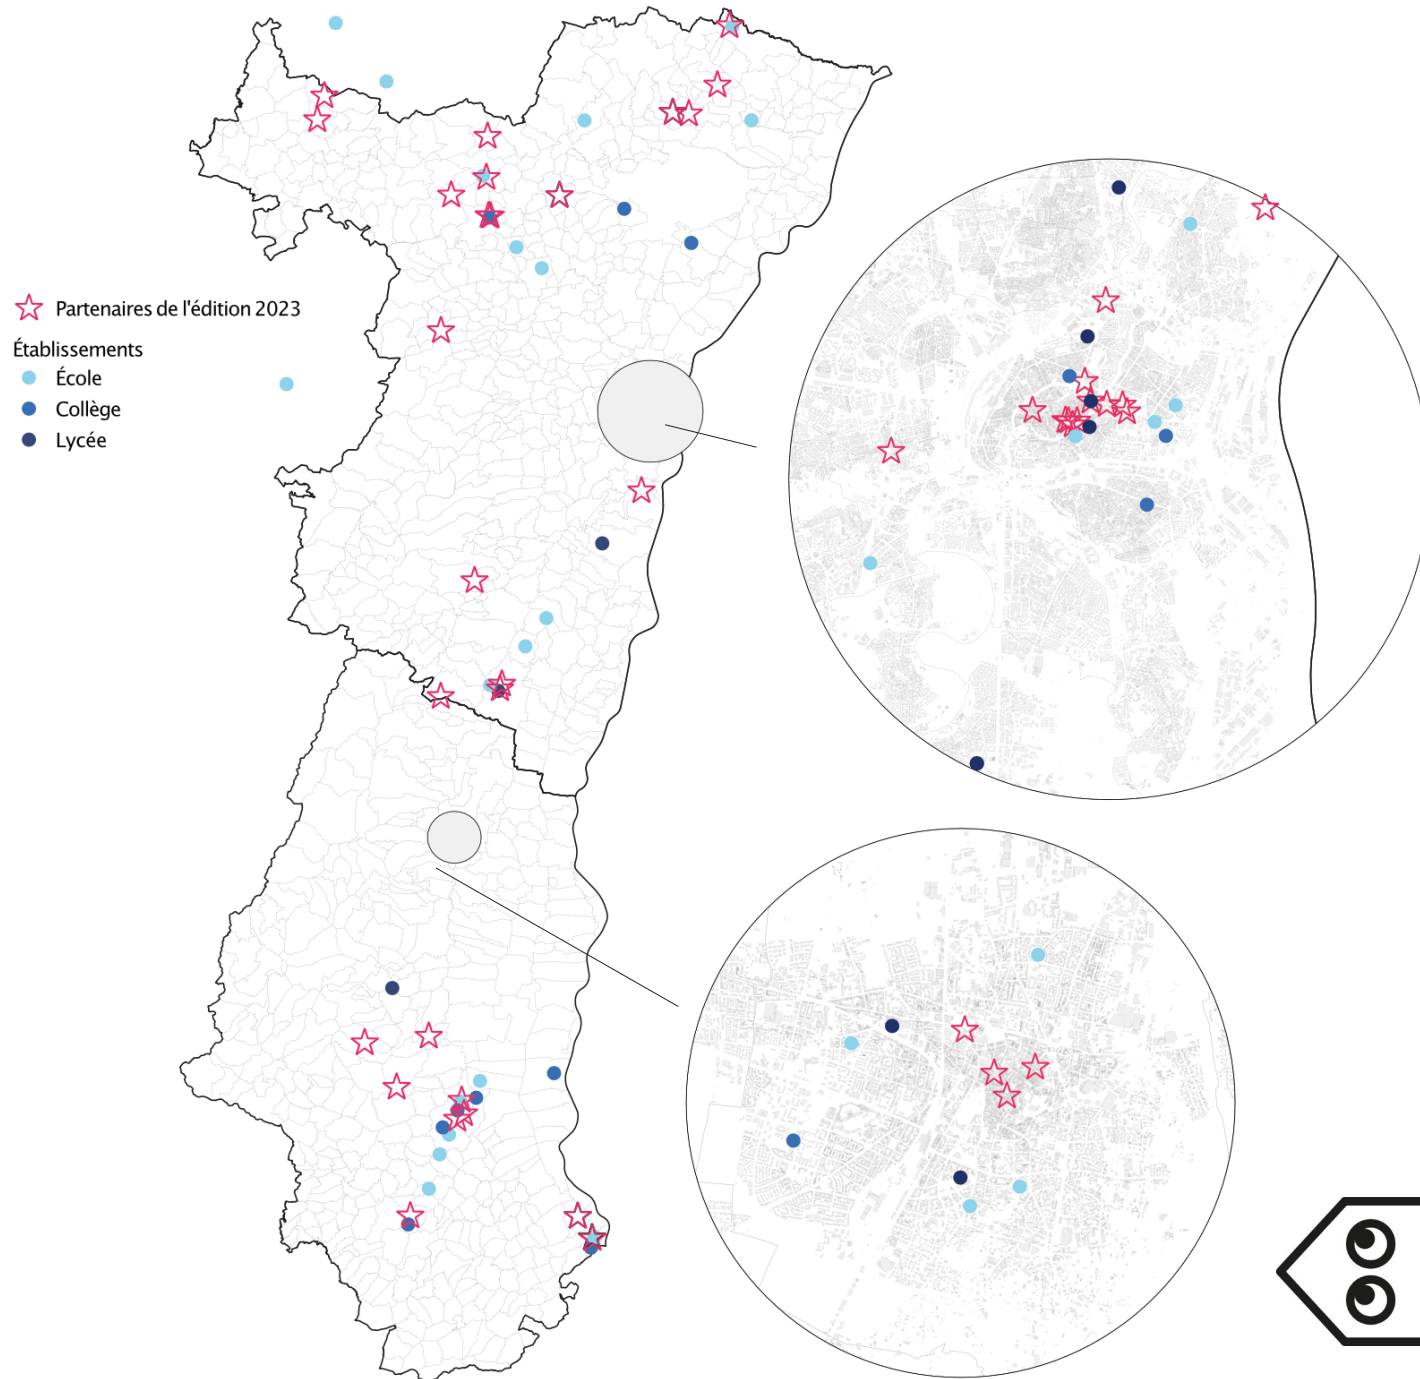 Partenaires de l'édition 2023
Établissements
École
Collège
Lycée